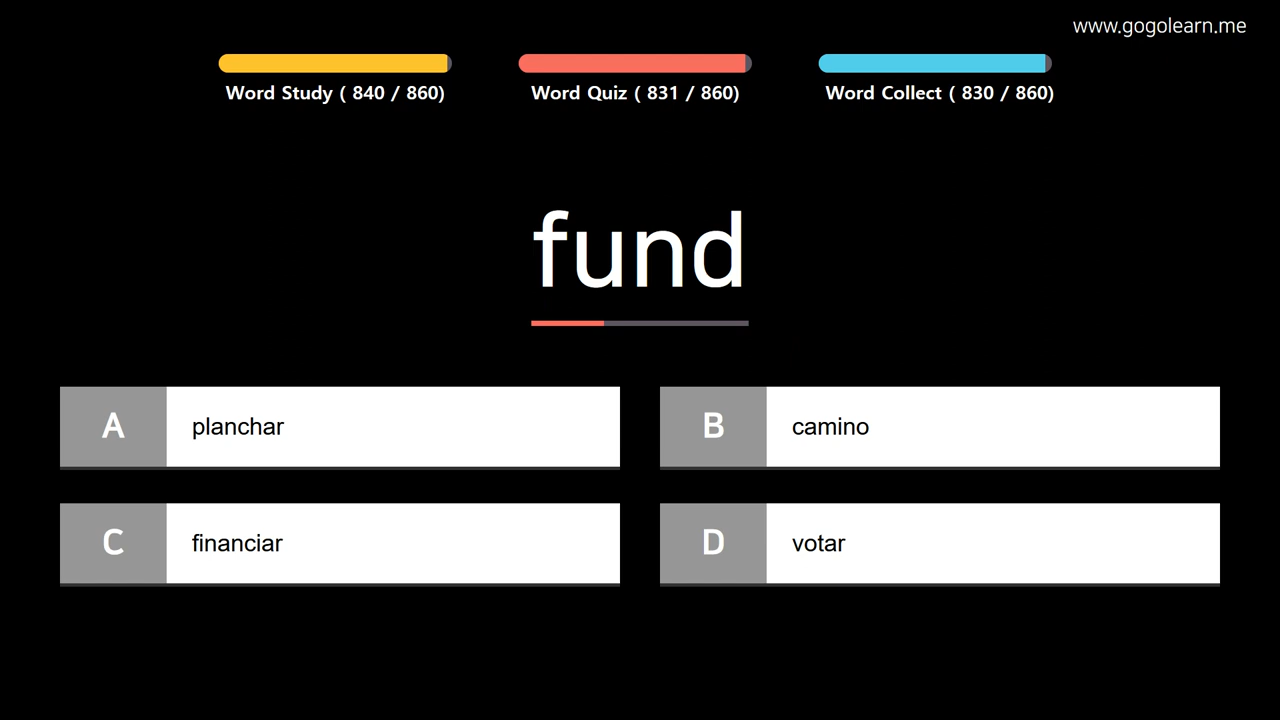 www.gogolearn.me
Word Study ( 840 / 860)
Word Quiz ( 831 / 860)
Word Collect ( 830 / 860)
fund
A planchar
B camino
C financiar
D votar